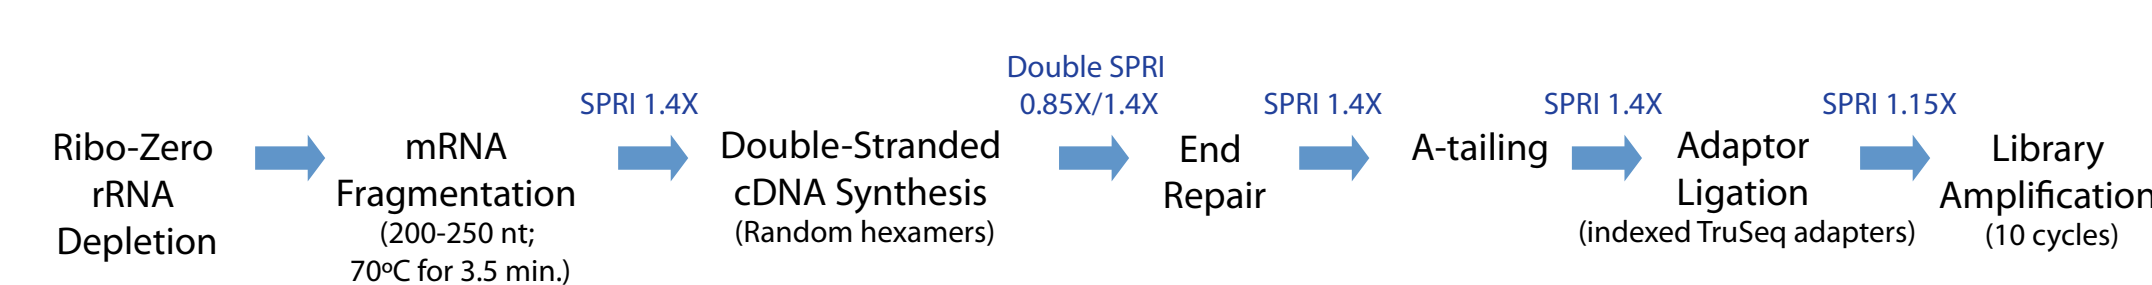 Ribo-Zero
rRNA
Depletion
mRNA
Fragmentation
(200-250 nt;
70ºC for 3.5 min.)
SPRI 1.4X
Double-Stranded
cDNA Synthesis
(Random hexamers)
Double SPRI
0.85X/1.4X
End
Repair
SPRI 1.4X
A-tailing
SPRI 1.4X
Adaptor
Ligation
(indexed TruSeq adapters)
SPRI 1.15X
Library
Amplification
(10 cycles)